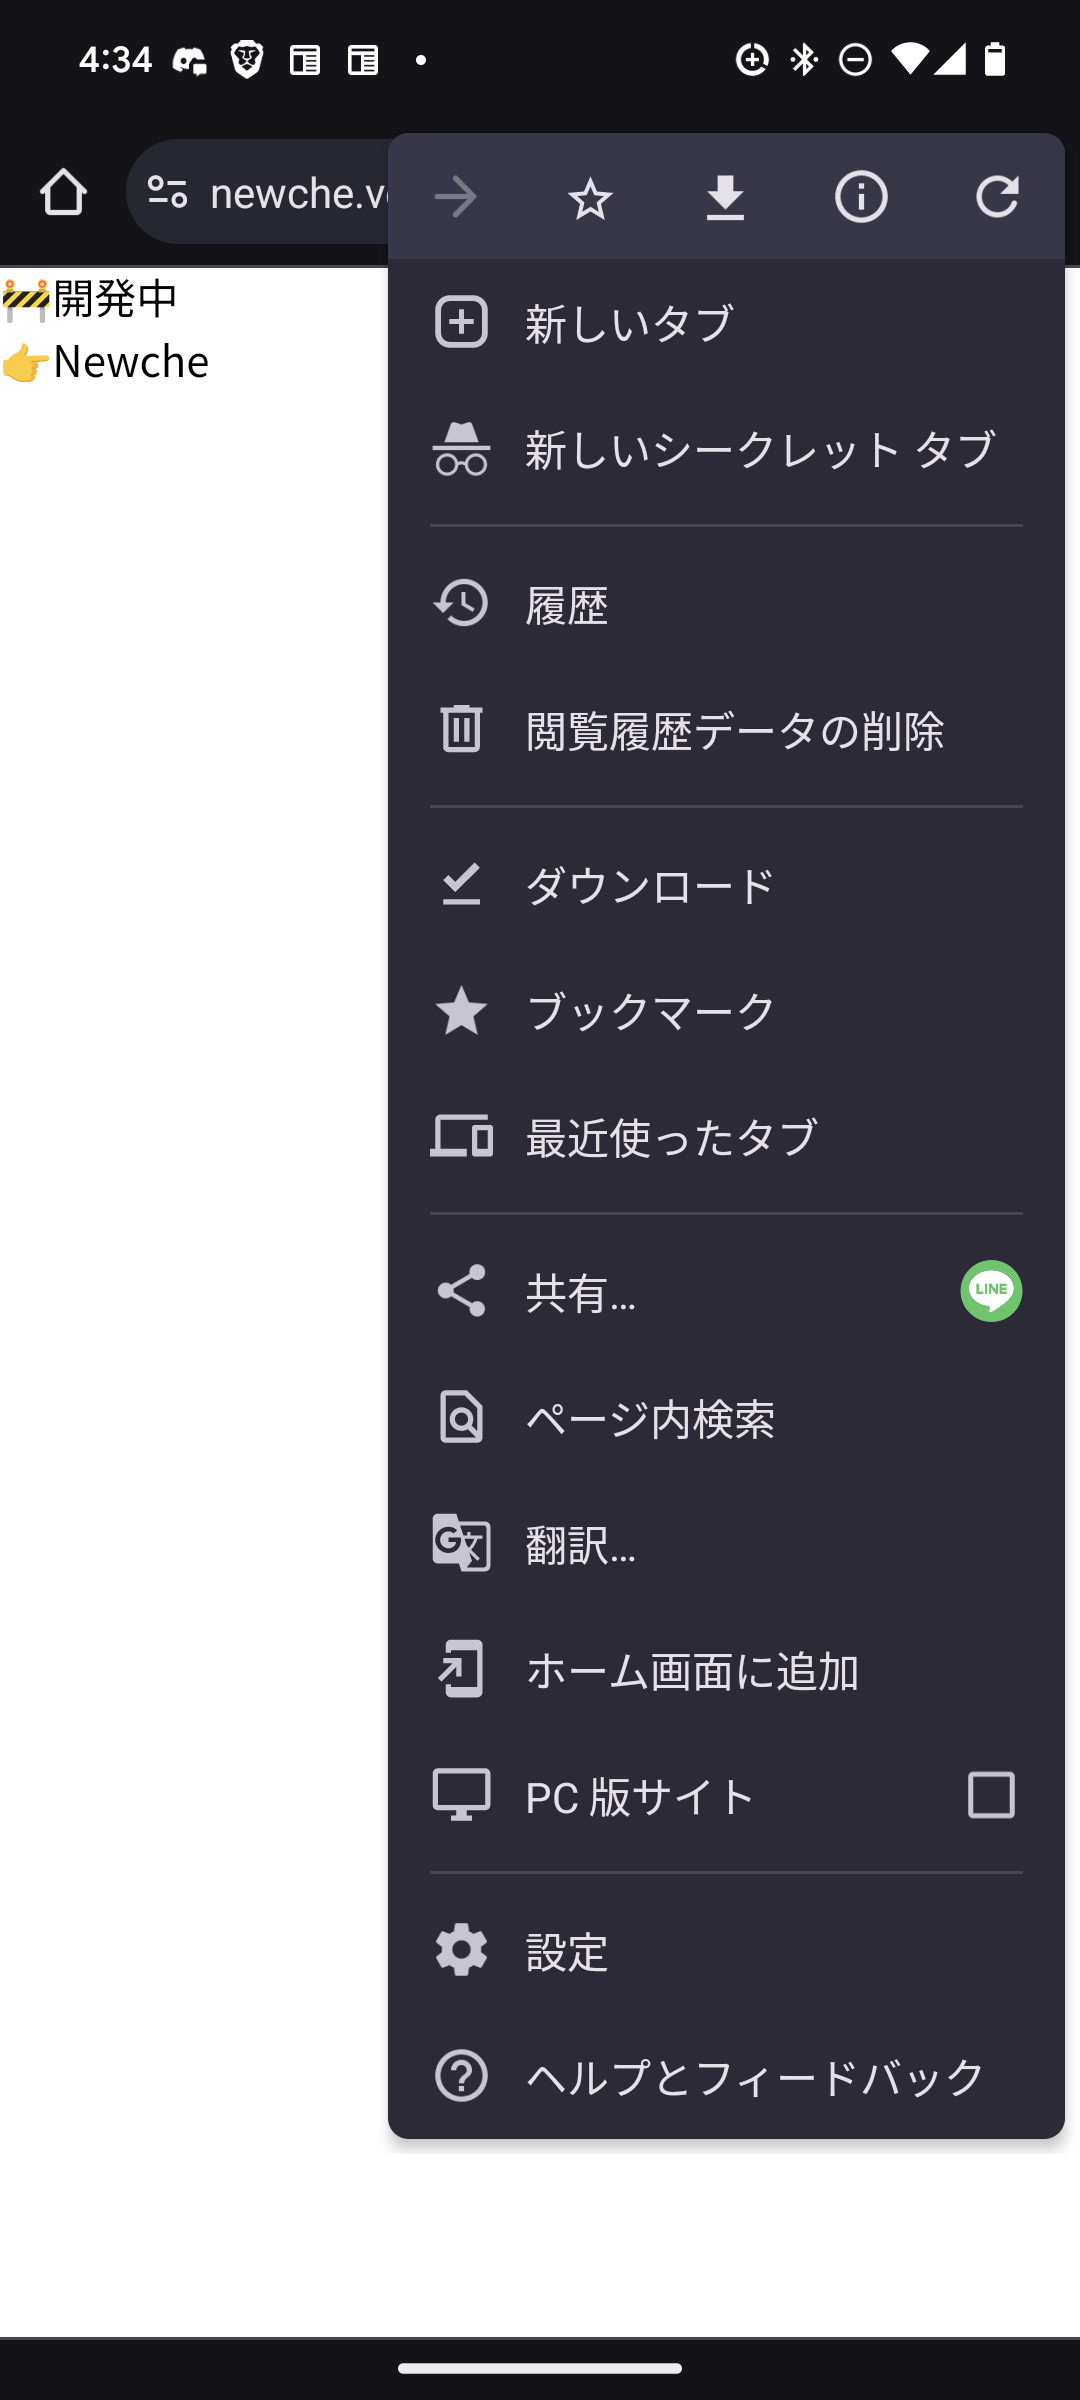 4:34
newche.v
🚧開発中
👉Newche
新しいタブ
新しいシークレット タブ
履歴
閲覧履歴データの削除
ダウンロード
ブックマーク
最近使ったタブ
共有...
LINE
ページ内検索
翻訳...
ホーム画面に追加
PC 版サイト
設定
ヘルプとフィードバック